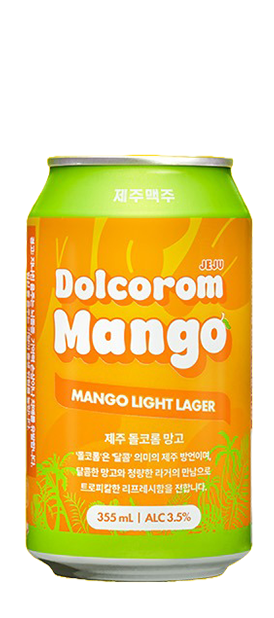 제주맥주
JEJU
Dolcorom
Mango
MANGO LIGHT LAGER
제주 돌코롬 망고
'돌코롬'은 '달콤' 의미의 제주 방언이며,
달콤한 망고와 청량한 라거의 만남으로
트로피컬한 리프레시함을 전합니다.
355 mL | ALC 3.5%